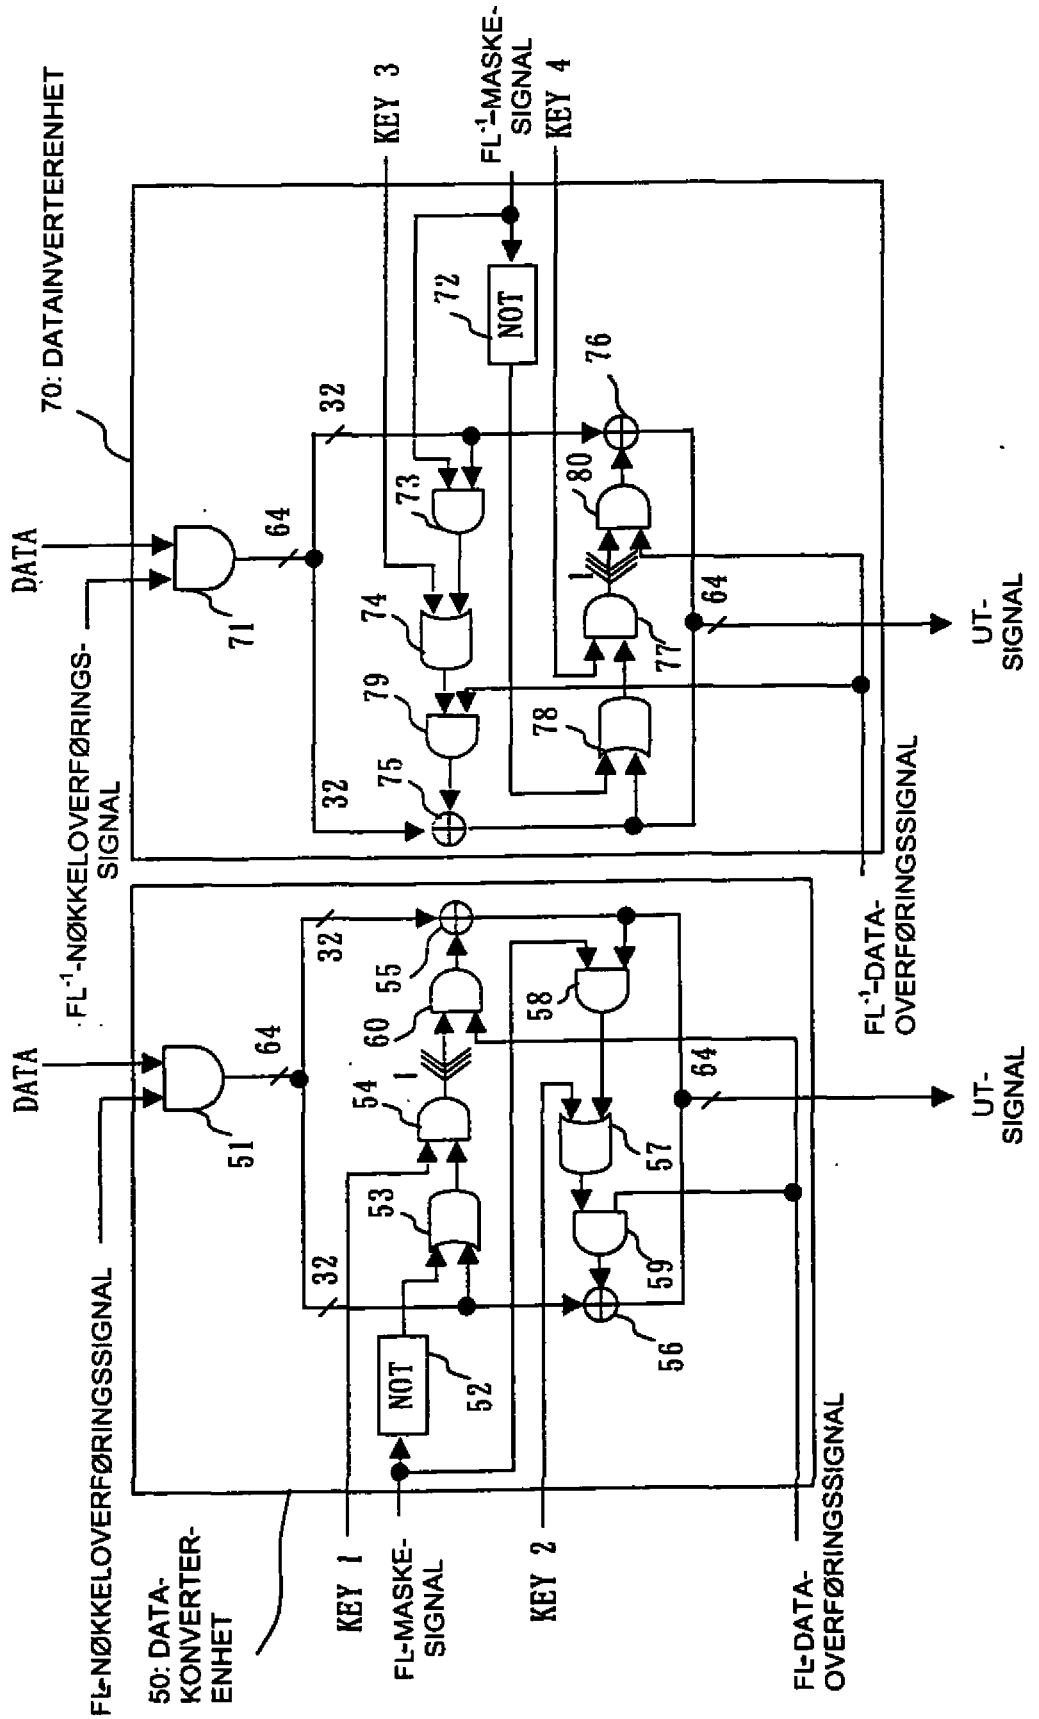 FL-NØKKELOVERFØRINGSSIGNAL
DATA
50: DATA-
KONVERTER-
ENHET
51
64
32
32
KEY 1
FL-MASKE-
SIGNAL
NOT
52
53
54
1
60
55
KEY 2
58
57
59
56
64
FL-DATA-
OVERFØRINGSSIGNAL
UT-
SIGNAL
FL⁻¹-NØKKELOVERFØRINGS-
SIGNAL
DATA
70: DATAINVERTERENHET
71
64
32
32
KEY 3
FL⁻¹-MASKE-
SIGNAL
KEY 4
NOT
72
73
74
79
75
76
80
1
77
78
64
FL⁻¹-DATA-
OVERFØRINGSSIGNAL
UT-
SIGNAL